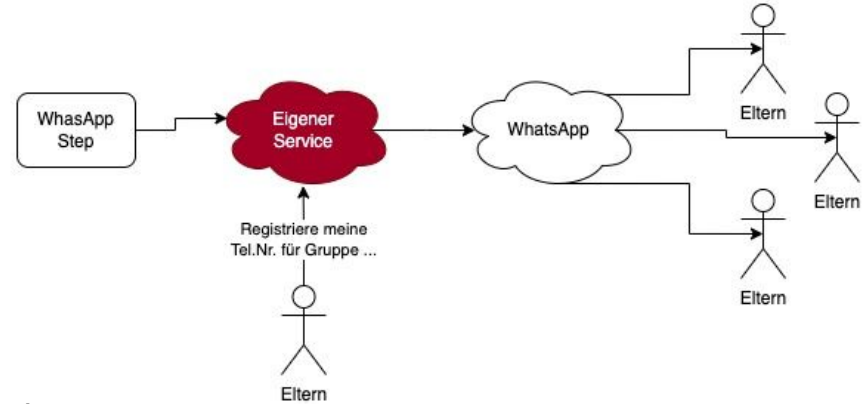 Eltern
WhasApp
Step
Eigener
Service
WhatsApp
Eltern
Registriere meine
Tel.Nr. für Gruppe ...
Eltern
Eltern